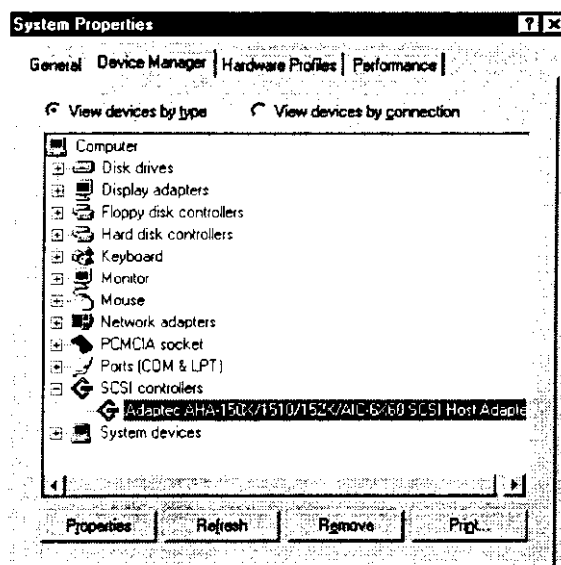 System Properties
General Device Manager Hardware Profiles Performance
View devices by type View devices by connection
Computer
Disk drives
Display adapters
Floppy disk controllers
Hard disk controllers
Keyboard
Monitor
Mouse
Network adapters
PCMCIA socket
Ports (COM & LPT)
SCSI controllers
Adaptec AHA-150X/1510/152X/AIC-6X60 SCSI Host Adapte
System devices
Properties Refresh Remove Print...